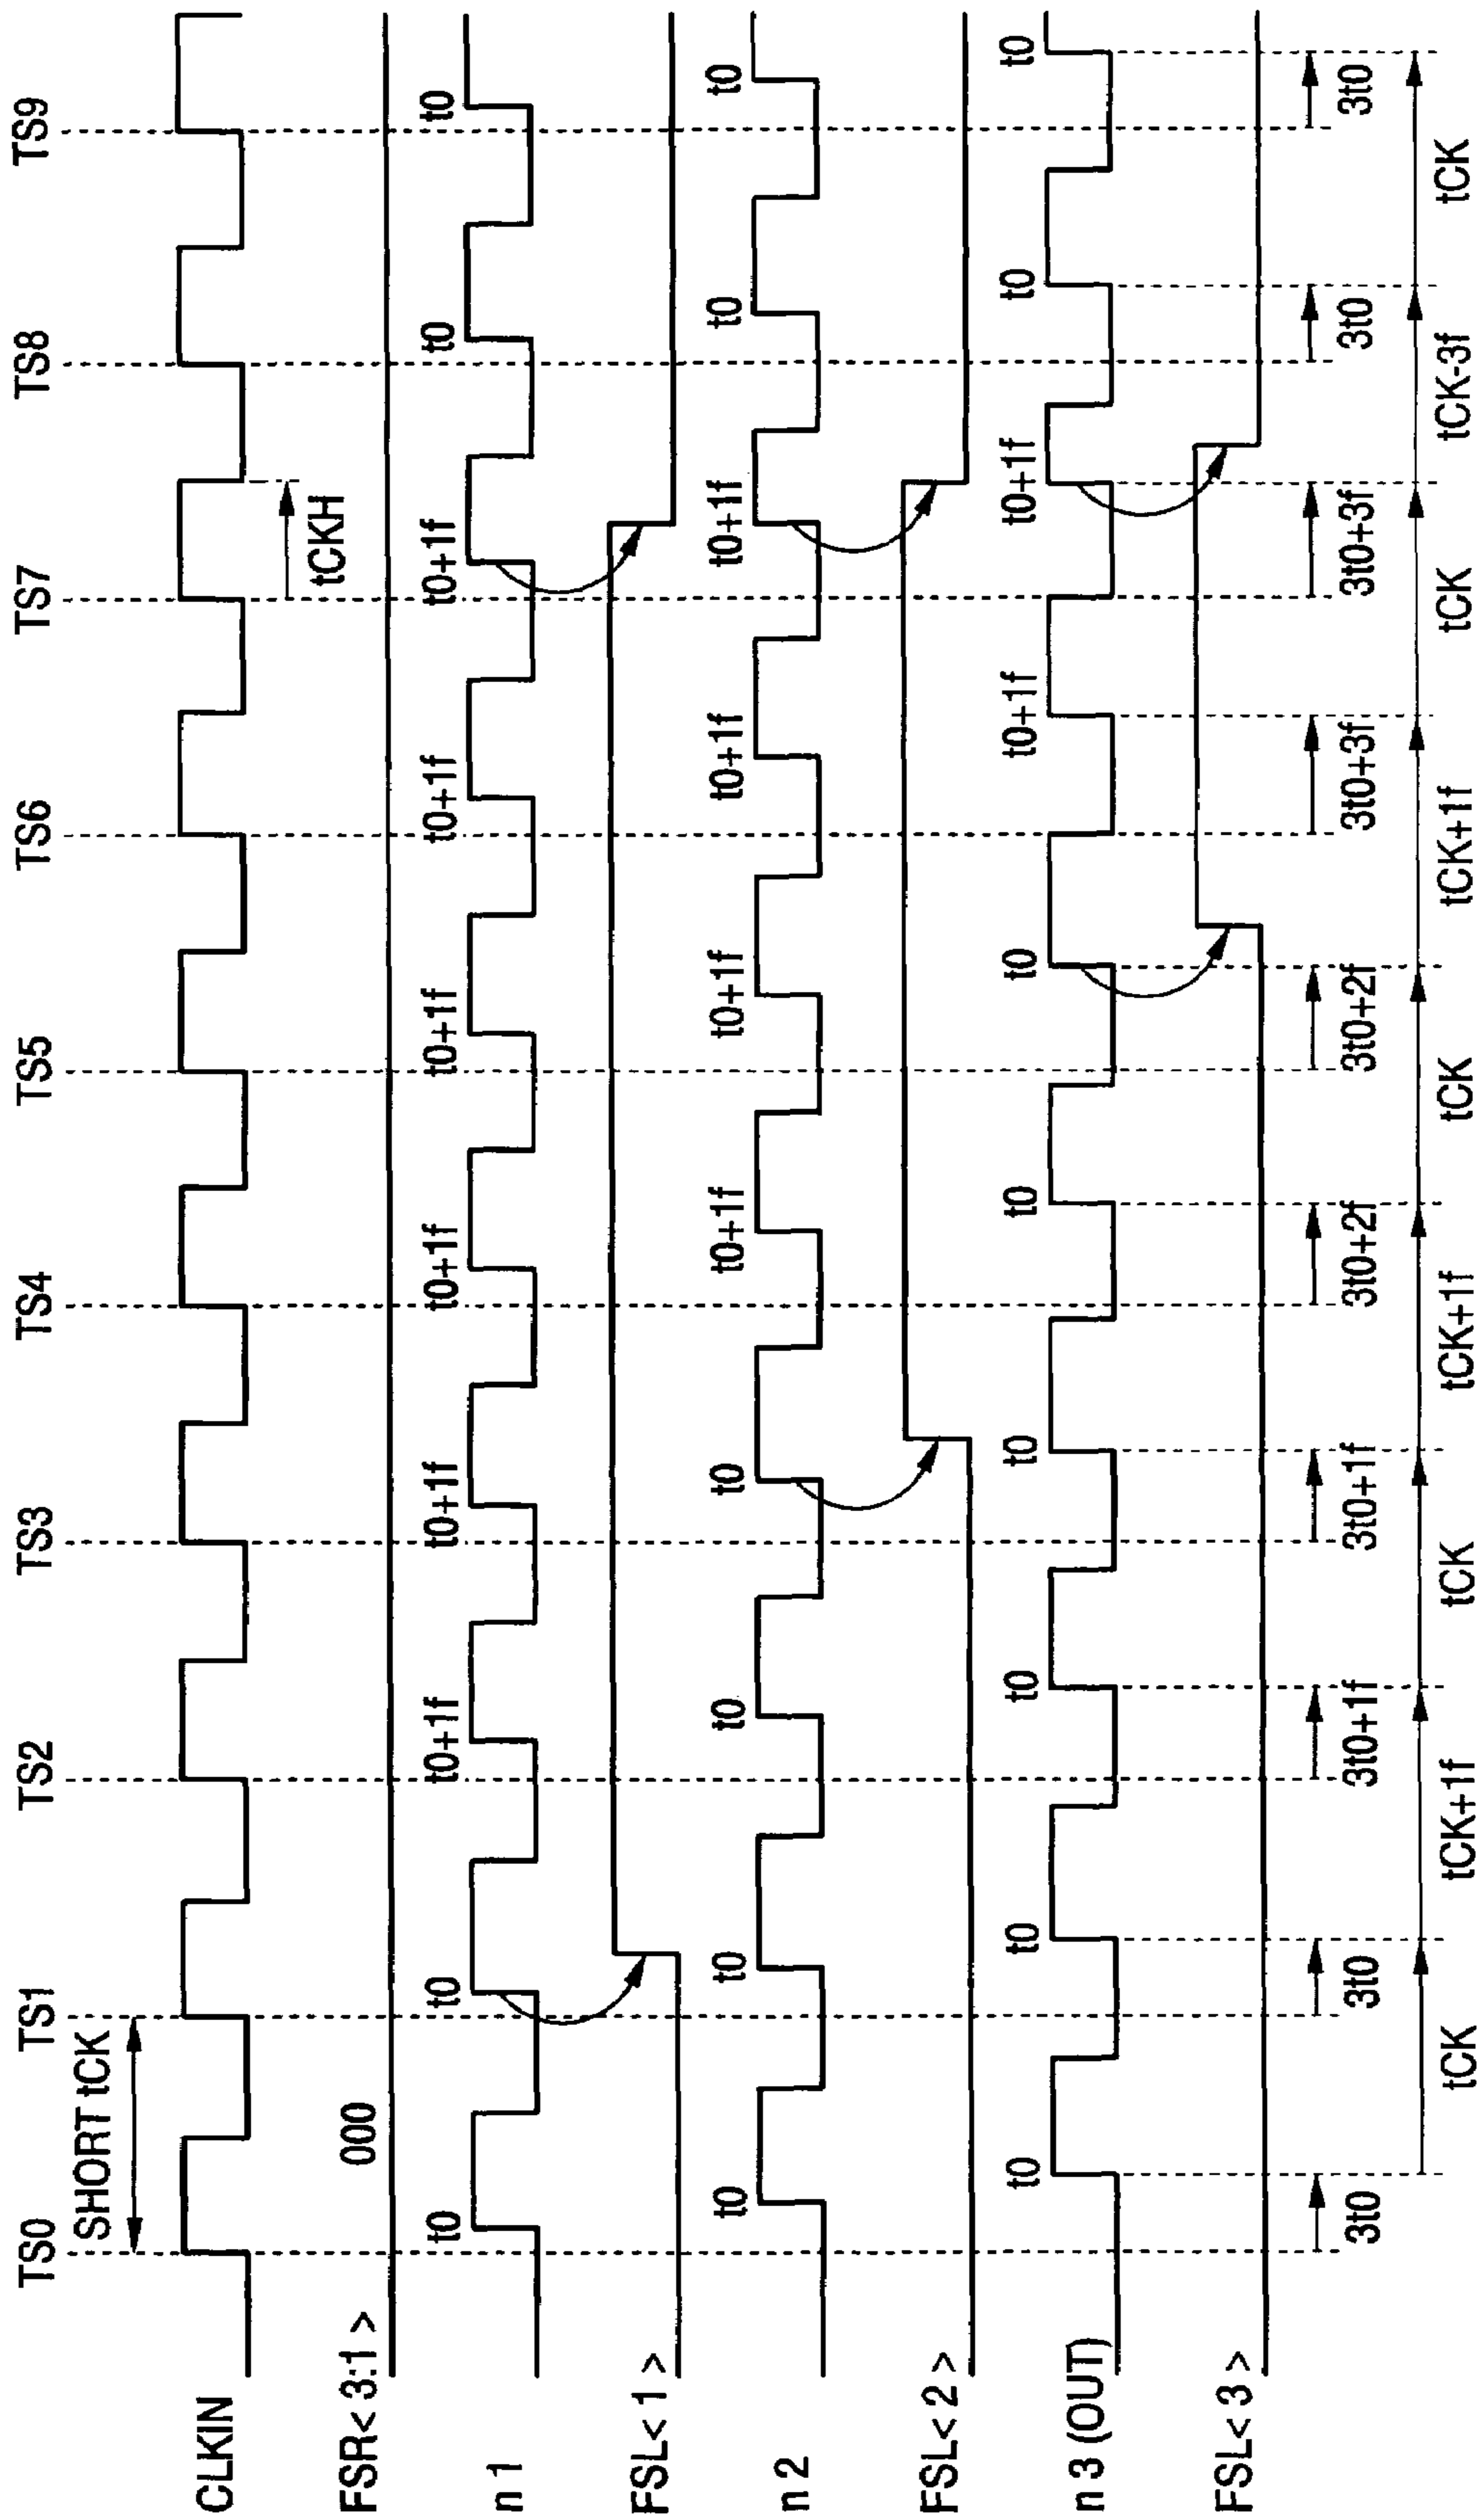 TS0 TS1 TS2 TS3 TS4 TS5 TS6 TS7 TS8 TS9
SHORT tCK
CLKIN
tCKH
FSR< 3:1 >
000
t0 t0 t0+1f t0+1f t0+1f t0+1f t0+1f t0+1f t0 t0
n 1
FSL< 1 >
t0 t0 t0 t0 t0+1f t0+1f t0+1f t0+1f t0 t0
n 2
FSL< 2 >
t0 t0 t0 t0 t0 t0 t0+1f t0+1f t0 t0
n 3 (OUT)
FSL< 3 >
3t0 3t0 3t0+1f 3t0+1f 3t0+2f 3t0+2f 3t0+3f 3t0+3f 3t0 3t0
tCK tCK+1f tCK tCK+1f tCK tCK+1f tCK tCK-3f tCK